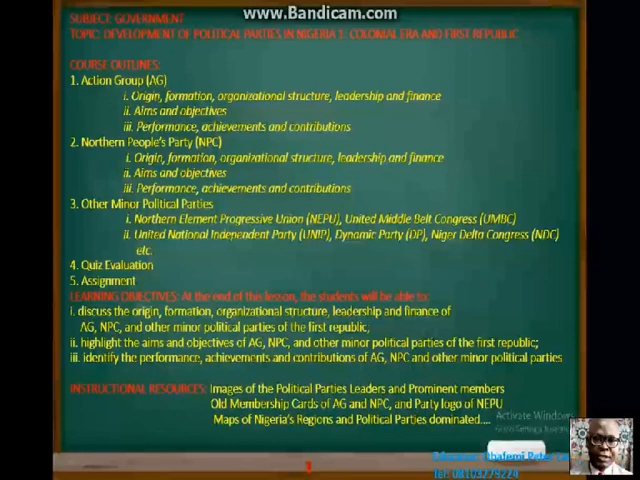 www.Bandicam.com
SUBJECT: GOVERNMENT
TOPIC: DEVELOPMENT OF POLITICAL PARTIES IN NIGERIA 1: COLONIAL ERA AND FIRST REPUBLIC
COURSE OUTLINES:
1. Action Group (AG)
i. Origin, formation, organizational structure, leadership and finance
ii. Aims and objectives
iii. Performance, achievements and contributions
2. Northern People's Party (NPC)
i. Origin, formation, organizational structure, leadership and finance
ii. Aims and objectives
iii. Performance, achievements and contributions
3. Other Minor Political Parties
i. Northern Element Progressive Union (NEPU), United Middle Belt Congress (UMBC)
ii. United National Independent Party (UNIP), Dynamic Party (DP), Niger Delta Congress (NDC)
etc.
4. Quiz Evaluation
5. Assignment
LEARNING OBJECTIVES: At the end of this lesson, the students will be able to:
i. discuss the origin, formation, organizational structure, leadership and finance of
AG, NPC, and other minor political parties of the first republic;
ii. highlight the aims and objectives of AG, NPC, and other minor political parties of the first republic;
iii. identify the performance, achievements and contributions of AG, NPC and other minor political parties
INSTRUCTIONAL RESOURCES: Images of the Political Parties Leaders and Prominent members
Old Membership Cards of AG and NPC, and Party logo of NEPU
Maps of Nigeria's Regions and Political Parties dominated....
Activate Windows
Peter
Tel: 08103279224